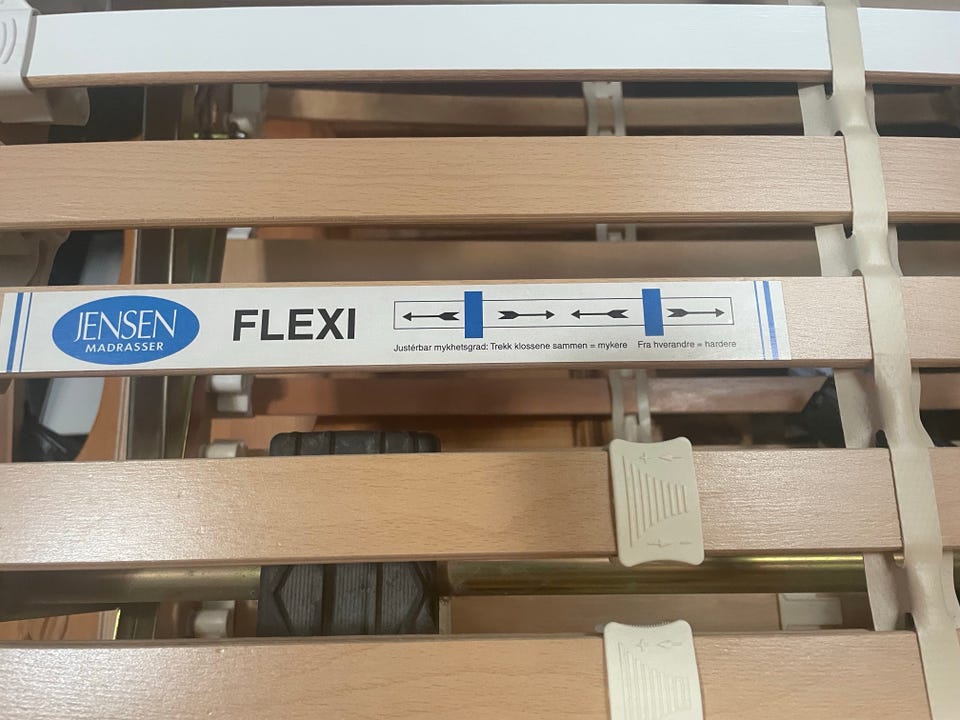 JENSEN
MADRASSER
FLEXI
Justérbar mykhetsgrad: Trekk klossene sammen = mykere Fra hverandre = hardere